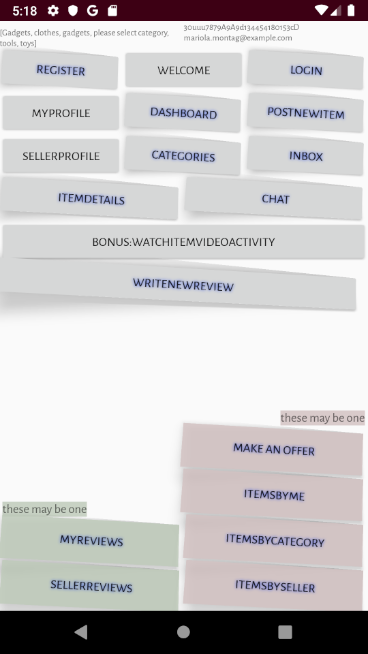 5:18
[Gadgets, clothes, gadgets, please select category,
tools, toys]
mariola.montag@example.com
REGISTER
WELCOME
LOGIN
MYPROFILE
DASHBOARD
POSTNEWITEM
SELLERPROFILE
CATEGORIES
INBOX
ITEMDETAILS
CHAT
BONUS:WATCHITEMVIDEOACTIVITY
WRITENEWREVIEW
these may be one
MAKE AN OFFER
ITEMSBYME
these may be one
MYREVIEWS
ITEMSBYCATEGORY
SELLERREVIEWS
ITEMSBYSELLER